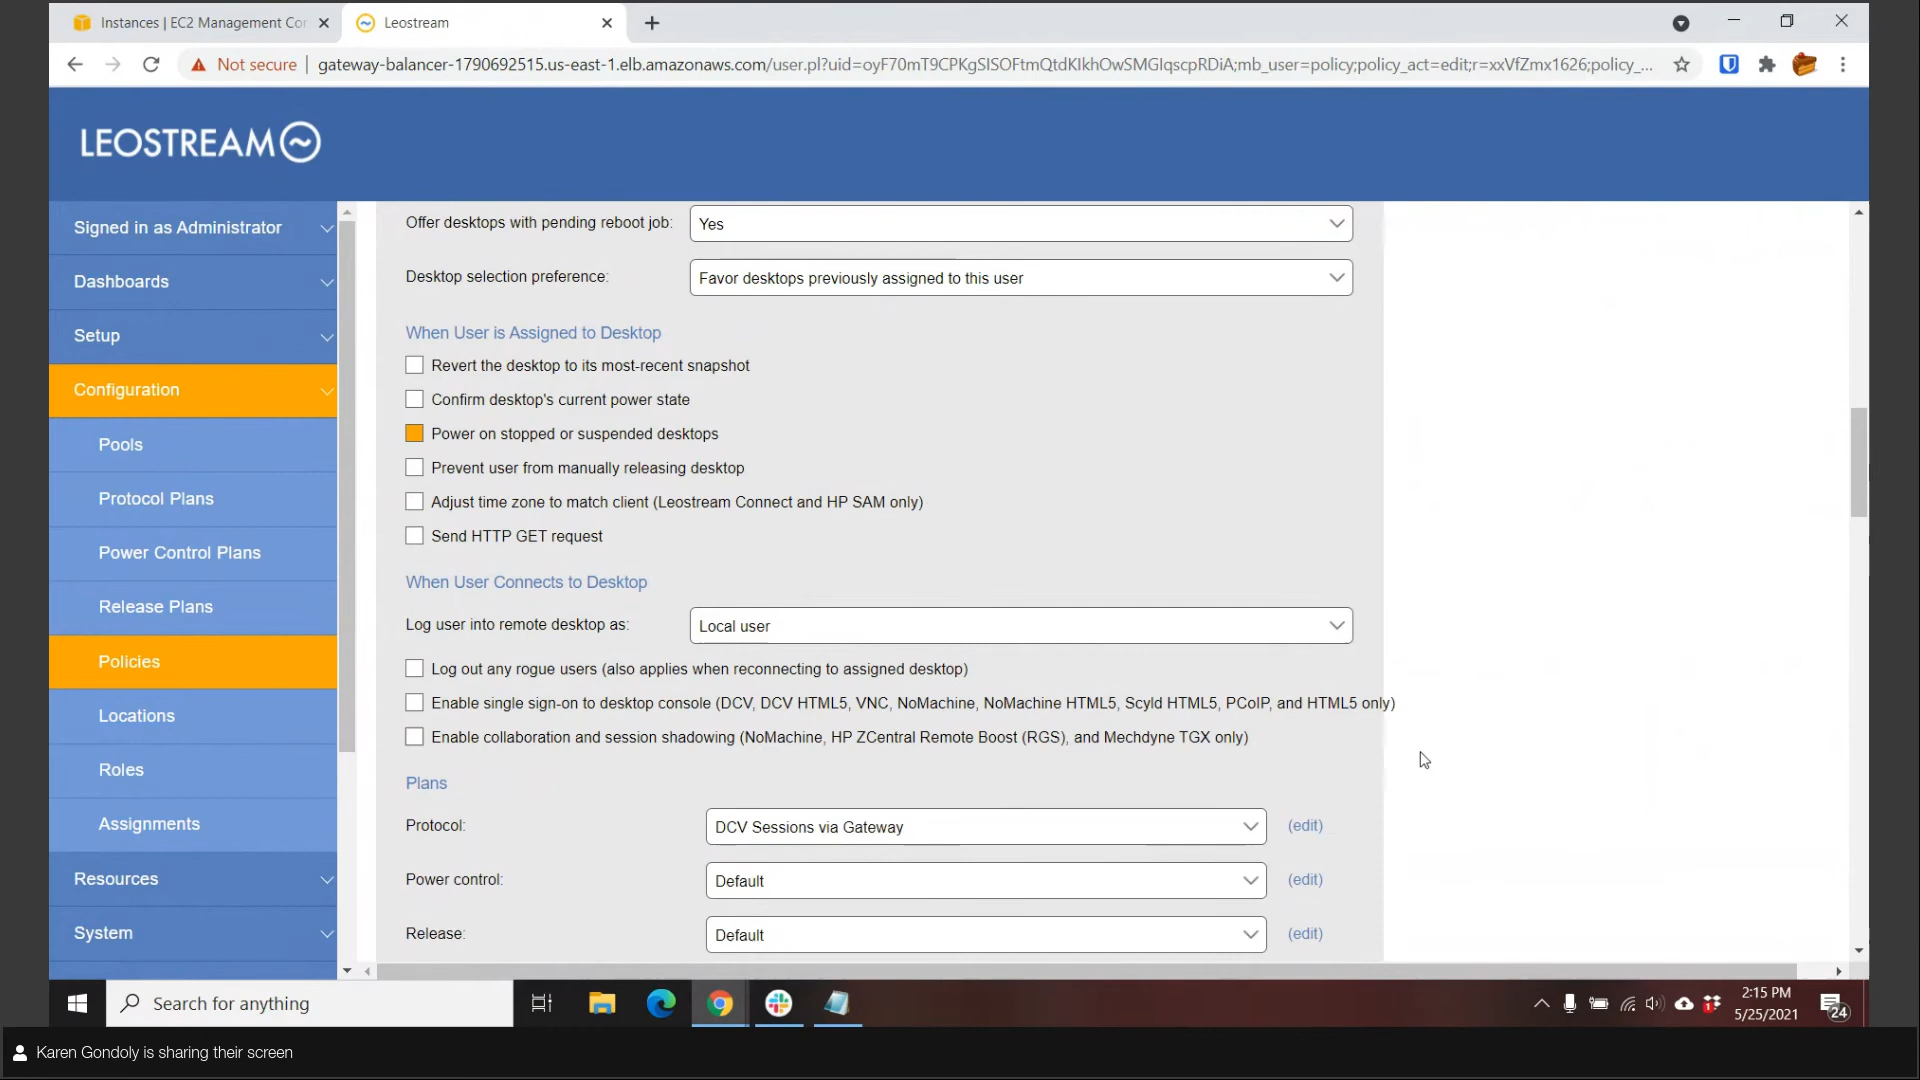 Instances | EC2 Management Con
Leostream
Not secure
gateway-balancer-1790692515.us-east-1.elb.amazonaws.com/user.pl?uid=oyF70mT9CPKgSISOFtmQtdKIkhOwSMGIqscpRDiA;mb_user=policy;policy_act=edit;r=xxVfZmx1626;policy_...
LEOSTREAM
Signed in as Administrator
Dashboards
Setup
Configuration
Pools
Protocol Plans
Power Control Plans
Release Plans
Policies
Locations
Roles
Assignments
Resources
System
Offer desktops with pending reboot job: Yes
Desktop selection preference: Favor desktops previously assigned to this user
When User is Assigned to Desktop
Revert the desktop to its most-recent snapshot
Confirm desktop's current power state
Power on stopped or suspended desktops
Prevent user from manually releasing desktop
Adjust time zone to match client (Leostream Connect and HP SAM only)
Send HTTP GET request
When User Connects to Desktop
Log user into remote desktop as: Local user
Log out any rogue users (also applies when reconnecting to assigned desktop)
Enable single sign-on to desktop console (DCV, DCV HTML5, VNC, NoMachine, NoMachine HTML5, Scyld HTML5, PCoIP, and HTML5 only)
Enable collaboration and session shadowing (NoMachine, HP ZCentral Remote Boost (RGS), and Mechdyne TGX only)
Plans
Protocol: DCV Sessions via Gateway (edit)
Power control: Default (edit)
Release: Default (edit)
Search for anything
2:15 PM
5/25/2021
24
Karen Gondoly is sharing their screen